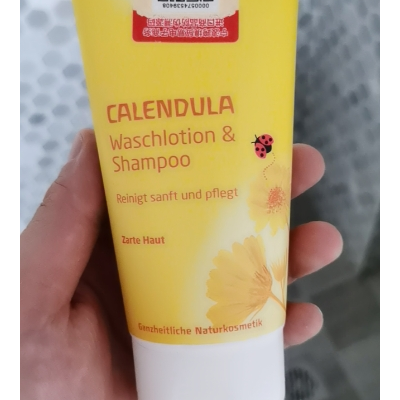 CALENDULA
Waschlotion &
Shampoo
Reinigt sanft und pflegt
Zarte Haut
Ganzheitliche Naturkosmetik